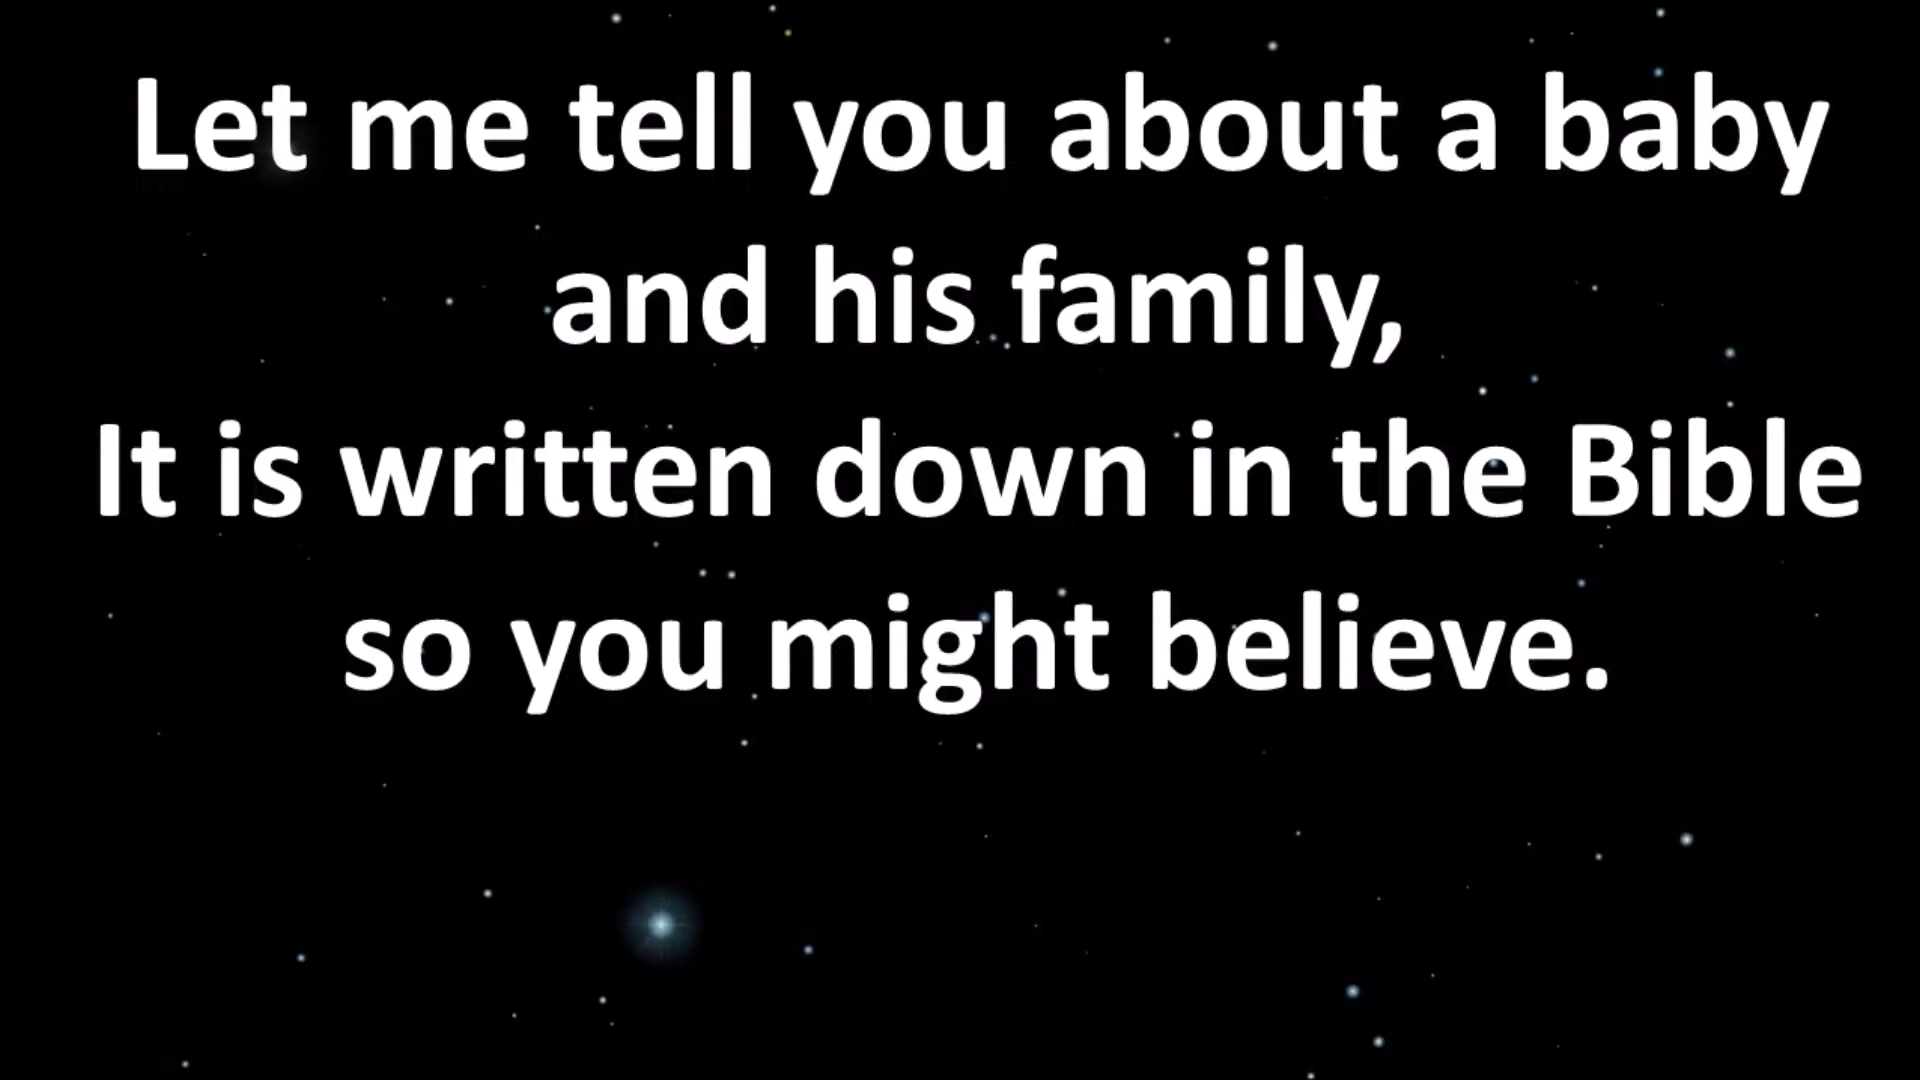 Let me tell you about a baby
and his family,
It is written down in the Bible
so you might believe.